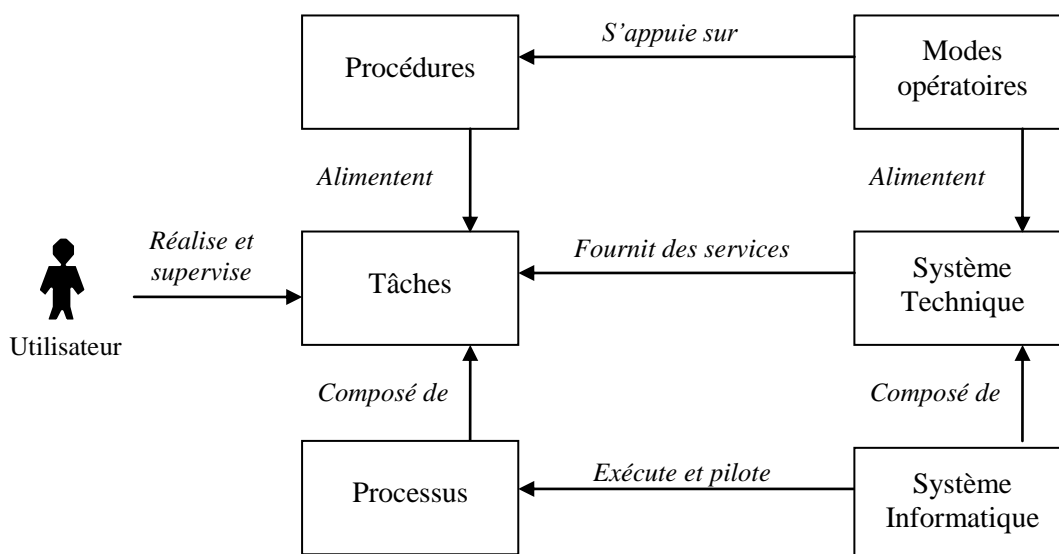 S'appuie sur
Procédures
Modes
opératoires
Alimentent
Alimentent
Réalise et
supervise
Fournit des services
Tâches
Système
Technique
Utilisateur
Composé de
Composé de
Exécute et pilote
Processus
Système
Informatique